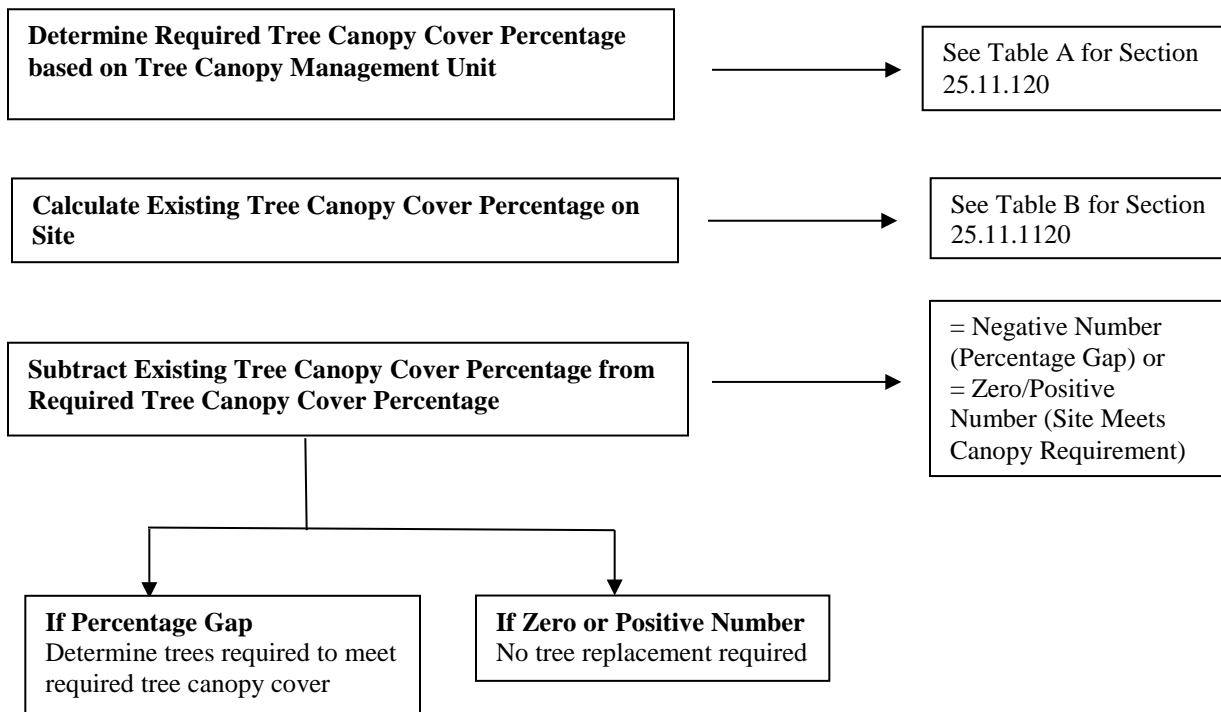 Determine Required Tree Canopy Cover Percentage
based on Tree Canopy Management Unit
See Table A for Section
25.11.120
Calculate Existing Tree Canopy Cover Percentage on
Site
See Table B for Section
25.11.1120
Subtract Existing Tree Canopy Cover Percentage from
Required Tree Canopy Cover Percentage
= Negative Number
(Percentage Gap) or
= Zero/Positive
Number (Site Meets
Canopy Requirement)
If Percentage Gap
Determine trees required to meet
required tree canopy cover
If Zero or Positive Number
No tree replacement required